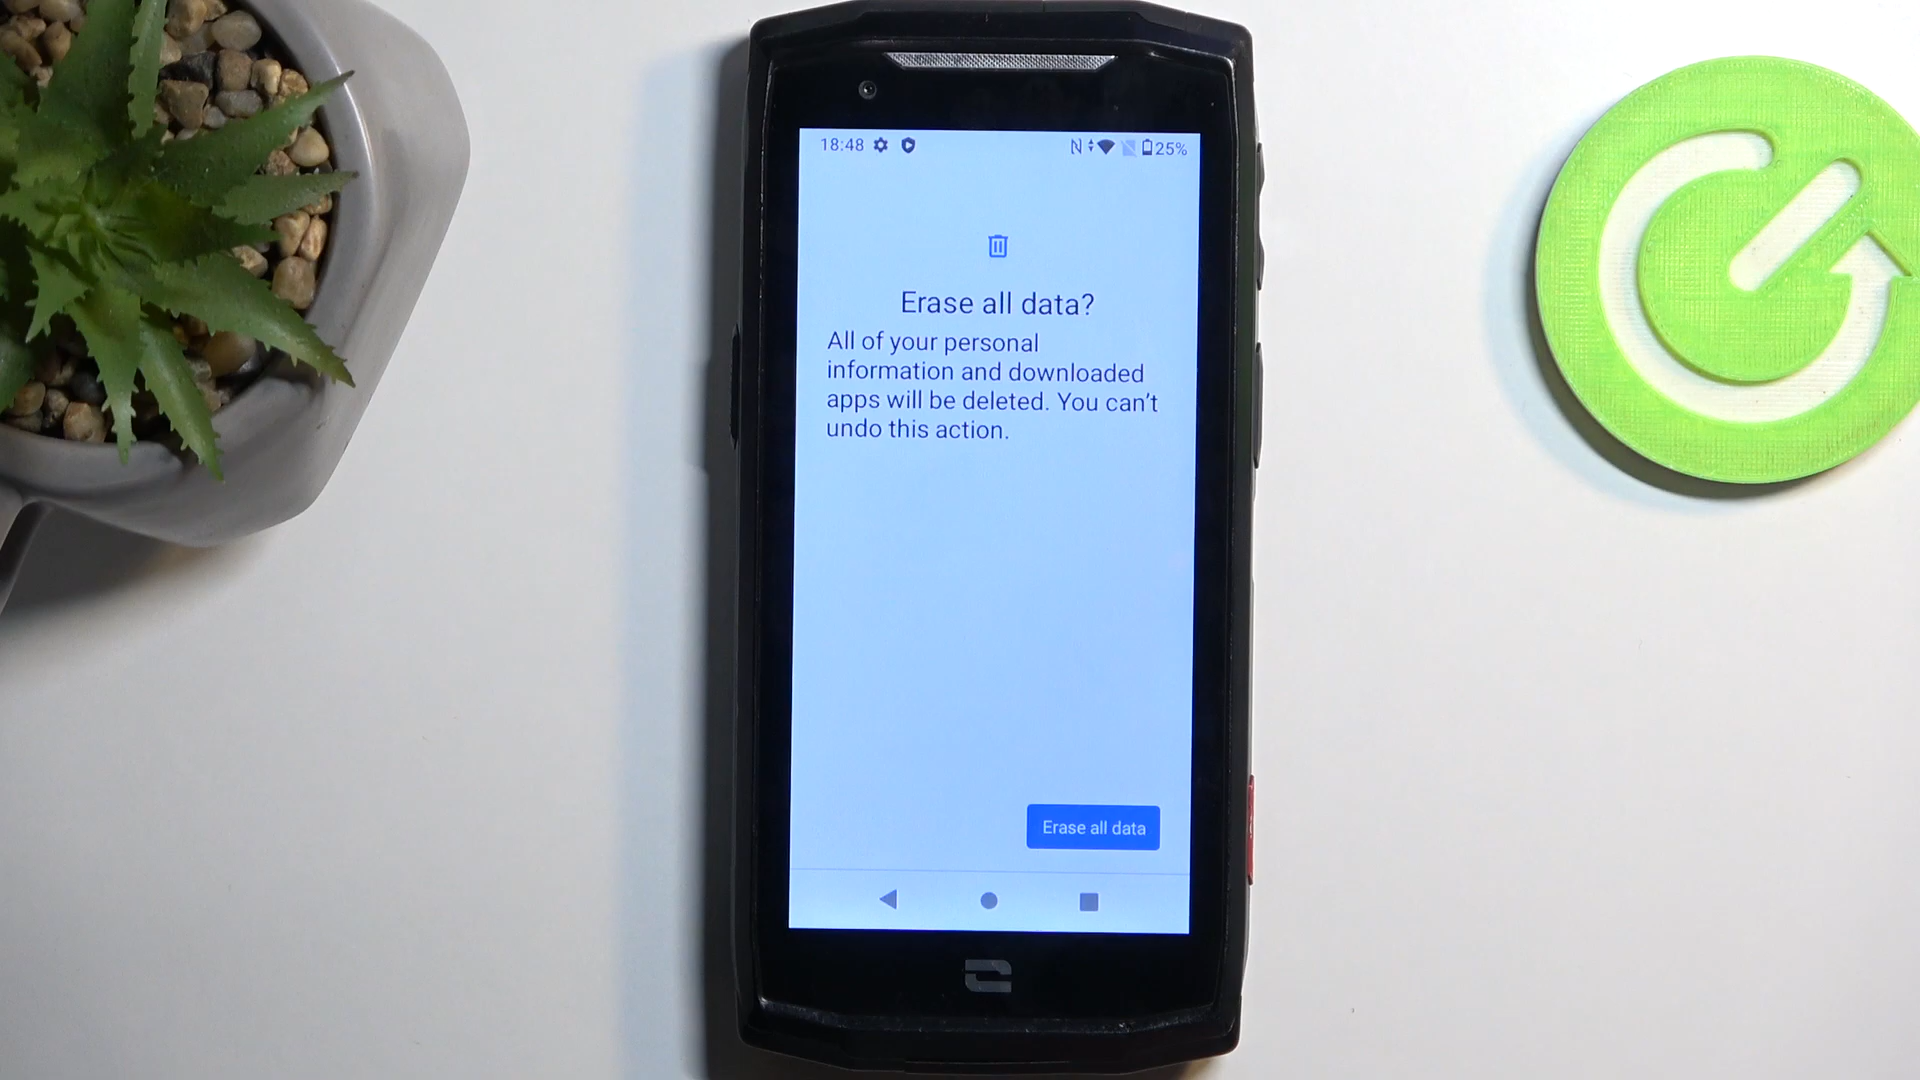 18:48 25%
Erase all data?
All of your personal
information and downloaded
apps will be deleted. You can't
undo this action.
Erase all data